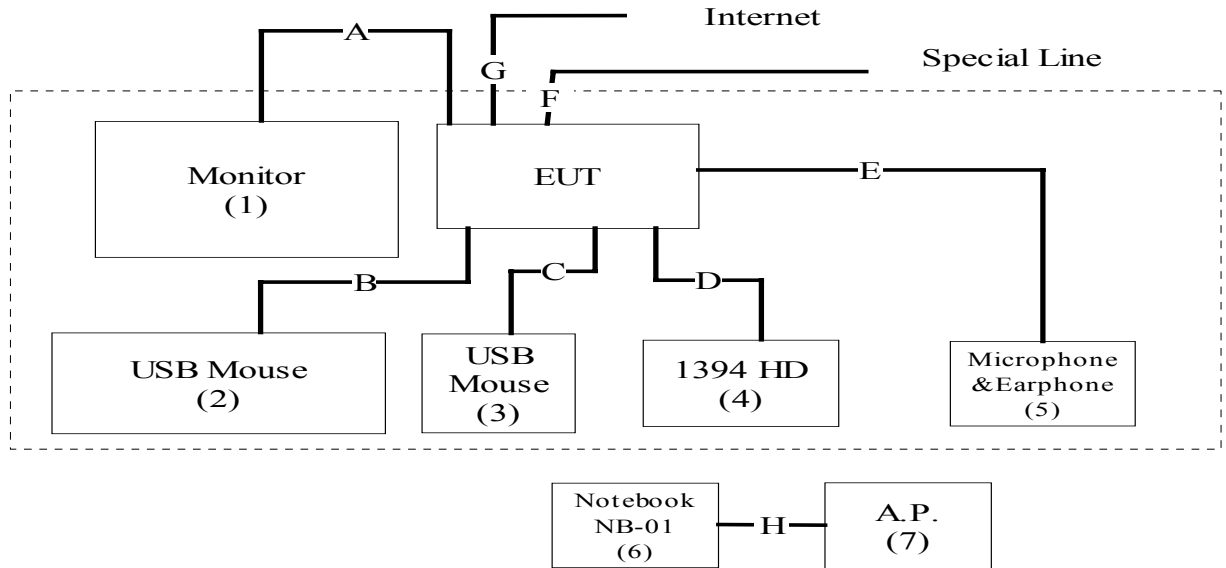 Internet
A
G
Special Line
F
Monitor
(1)
EUT
E
B
C
D
USB Mouse
(2)
USB
Mouse
(3)
1394 HD
(4)
Microphone
&Earphone
(5)
Notebook
NB-01
(6)
H
A.P.
(7)